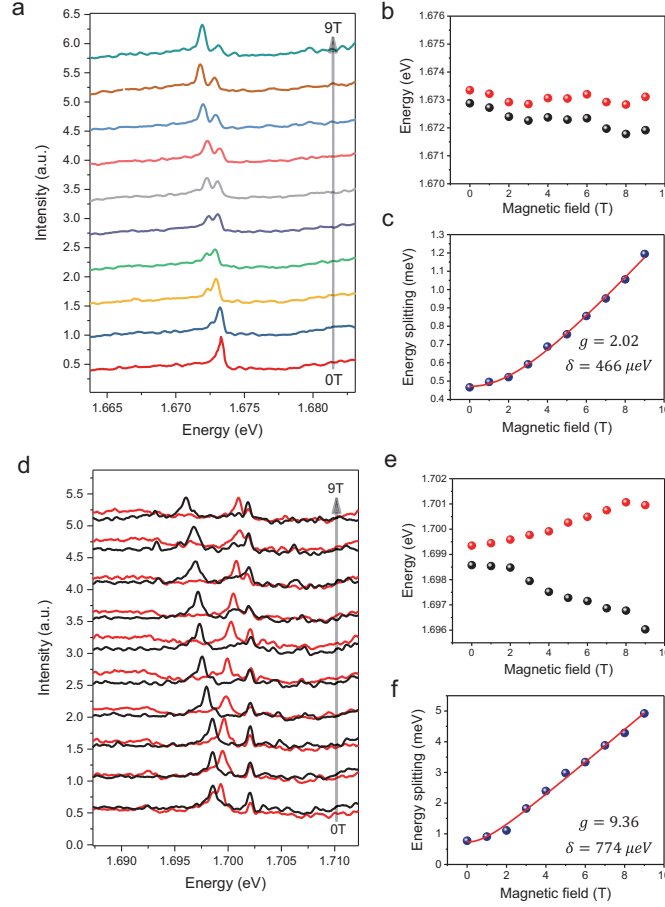 a
6.0
5.5
5.0
4.5
4.0
3.5
3.0
2.5
2.0
1.5
1.0
0.5
Intensity (a.u.)
9T
0T
1.665 1.670 1.675 1.680
Energy (eV)
b
1.676
1.674
1.673
1.672
1.670
Energy (eV)
0 2 4 6 8 10
Magnetic field (T)
c
1.3
1.2
1.1
1.0
0.9
0.8
0.7
0.6
0.5
0.4
Energy splitting (meV)
g = 2.02
δ = 466 μeV
0 2 4 6 8 10
Magnetic field (T)
d
5.5
5.0
4.5
4.0
3.5
3.0
2.5
2.0
1.5
1.0
0.5
0.0
Intensity (a.u.)
9T
0T
1.690 1.695 1.700 1.705 1.710
Energy (eV)
e
1.702
1.701
1.700
1.699
1.698
1.697
1.696
Energy (eV)
0 2 4 6 8 10
Magnetic field (T)
f
5
4
3
2
1
0
Energy splitting (meV)
g = 9.36
δ = 774 μeV
0 2 4 6 8 10
Magnetic field (T)